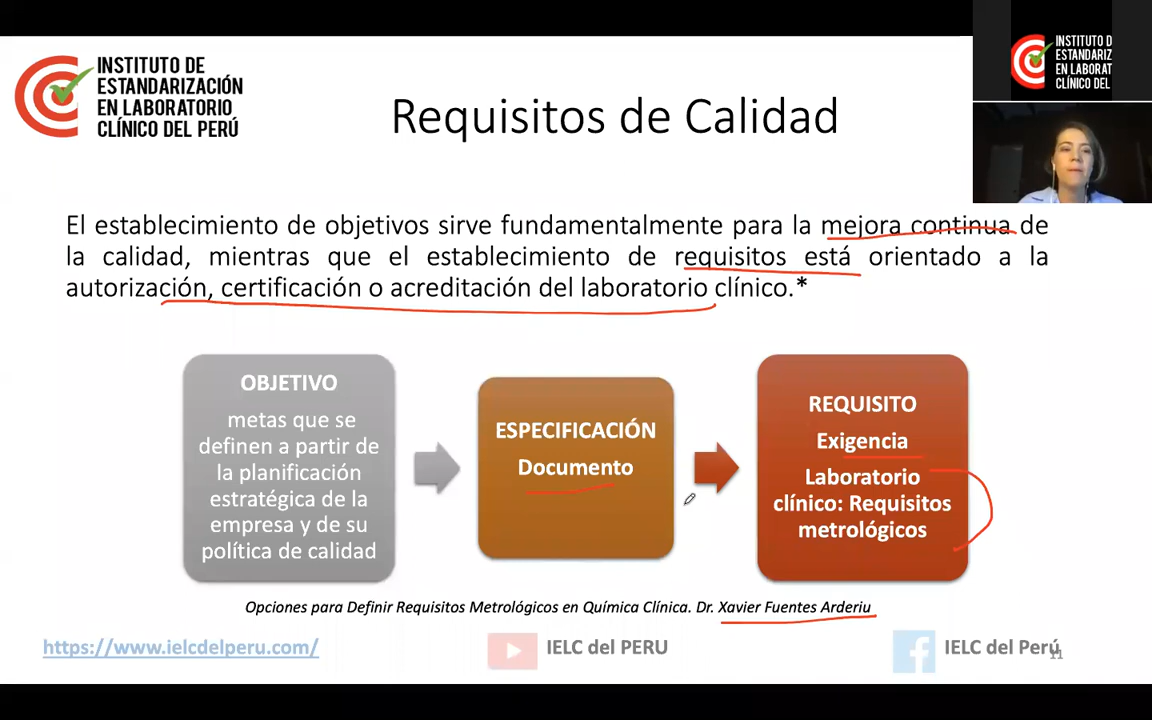 INSTITUTO DE
ESTANDARIZACIÓN
EN LABORATORIO
CLÍNICO DEL PERÚ
INSTITUTO D
ESTANDARIZ
EN LABORAT
CLÍNICO DEL
Requisitos de Calidad
El establecimiento de objetivos sirve fundamentalmente para la mejora continua de
la calidad, mientras que el establecimiento de requisitos está orientado a la
autorización, certificación o acreditación del laboratorio clínico.*
OBJETIVO
metas que se
definen a partir de
la planificación
estratégica de la
empresa y de su
política de calidad
ESPECIFICACIÓN
Documento
REQUISITO
Exigencia
Laboratorio
clínico: Requisitos
metrológicos
Opciones para Definir Requisitos Metrológicos en Química Clínica. Dr. Xavier Fuentes Arderiu
https://www.ielcdelperu.com/
IELC del PERU
IELC del Perú
11